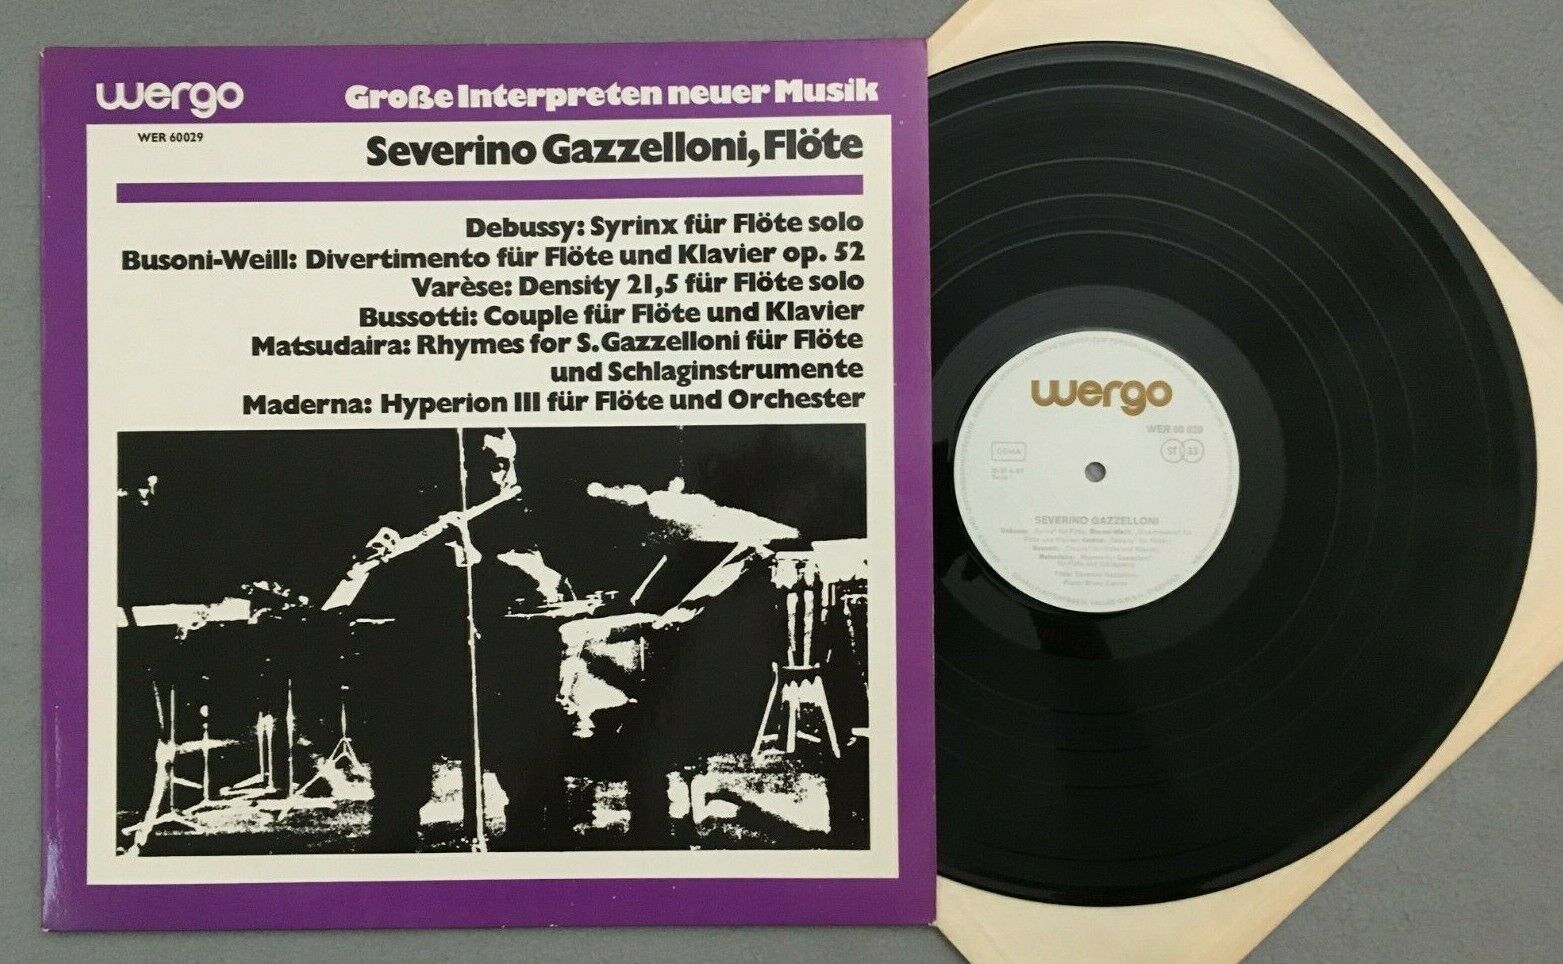 wergo
Große Interpreten neuer Musik
WER 60029
Severino Gazzelloni, Flöte
Debussy: Syrinx für Flöte solo
Busoni-Weill: Divertimento für Flöte und Klavier op. 52
Varèse: Density 21,5 für Flöte solo
Bussotti: Couple für Flöte und Klavier
Matsudaira: Rhymes for S. Gazzelloni für Flöte
und Schlaginstrumente
Maderna: Hyperion III für Flöte und Orchester
wergo
WER 60 029
GEMA
ST 33
SEVERINO GAZZELLONI